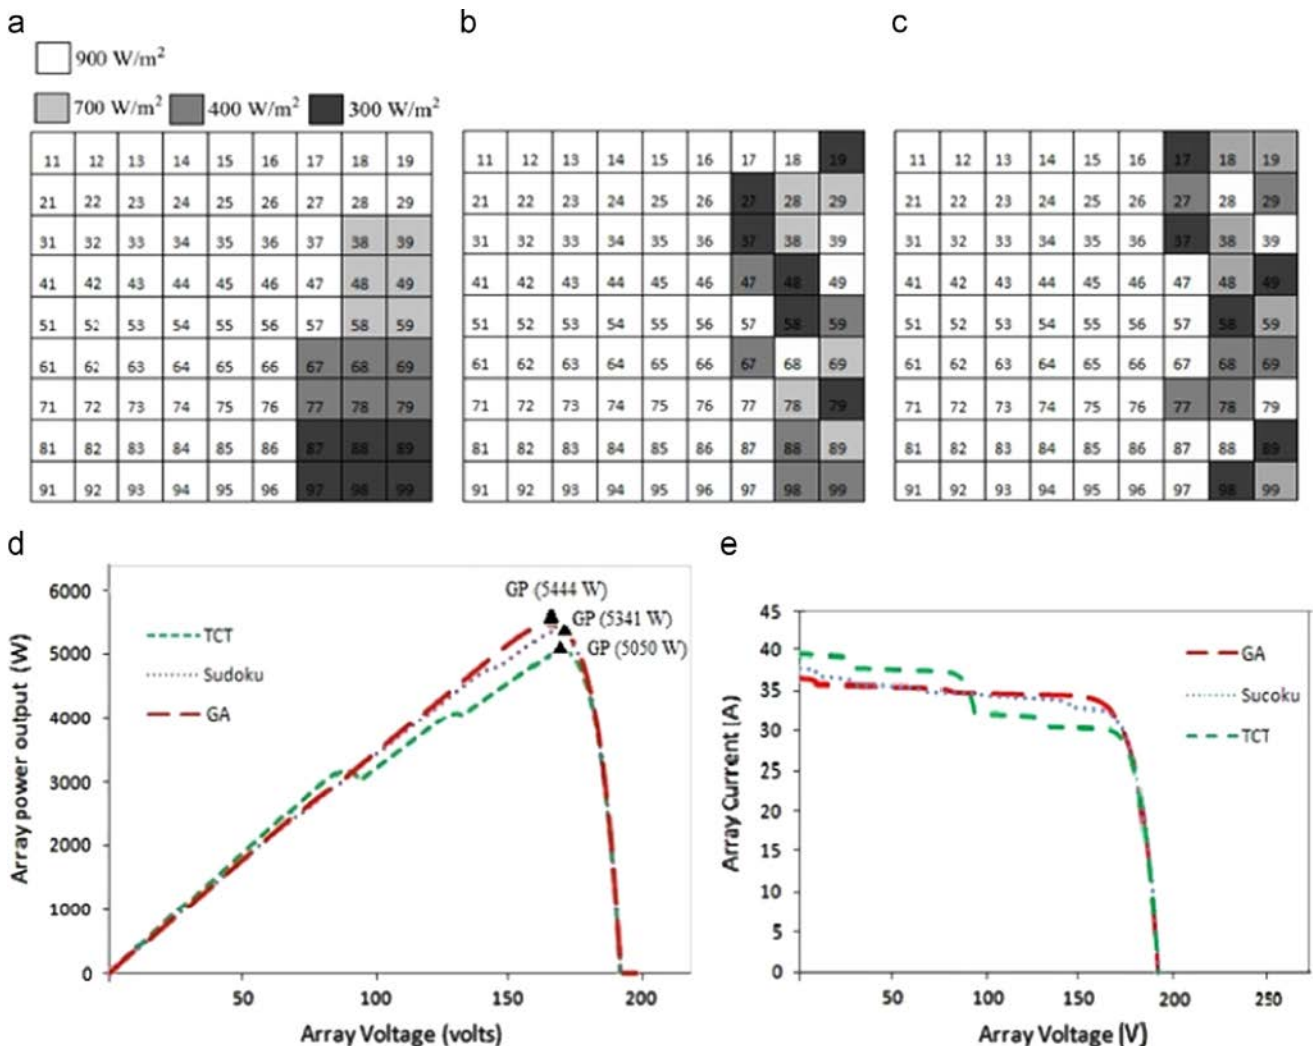 a
b
c
900 W/m²
700 W/m² 400 W/m² 300 W/m²
11 12 13 14 15 16 17 18 19
21 22 23 24 25 26 27 28 29
31 32 33 34 35 36 37 38 39
41 42 43 44 45 46 47 48 49
51 52 53 54 55 56 57 58 59
61 62 63 64 65 66 67 68 69
71 72 73 74 75 76 77 78 79
81 82 83 84 85 86 87 88 89
91 92 93 94 95 96 97 98 99
11 12 13 14 15 16 17 18 19
21 22 23 24 25 26 27 28 29
31 32 33 34 35 36 37 38 39
41 42 43 44 45 46 47 48 49
51 52 53 54 55 56 57 58 59
61 62 63 64 65 66 67 68 69
71 72 73 74 75 76 77 78 79
81 82 83 84 85 86 87 88 89
91 92 93 94 95 96 97 98 99
11 12 13 14 15 16 17 18 19
21 22 23 24 25 26 27 28 29
31 32 33 34 35 36 37 38 39
41 42 43 44 45 46 47 48 49
51 52 53 54 55 56 57 58 59
61 62 63 64 65 66 67 68 69
71 72 73 74 75 76 77 78 79
81 82 83 84 85 86 87 88 89
91 92 93 94 95 96 97 98 99
d
Array power output (W)
6000
5000
4000
3000
2000
1000
0
TCT
Sudoku
GA
GP (5444 W)
GP (5341 W)
GP (5050 W)
50 100 150 200
Array Voltage (volts)
e
Array Current (A)
45
40
35
30
25
20
15
10
5
0
GA
Sucoku
TCT
50 100 150 200 250
Array Voltage (V)